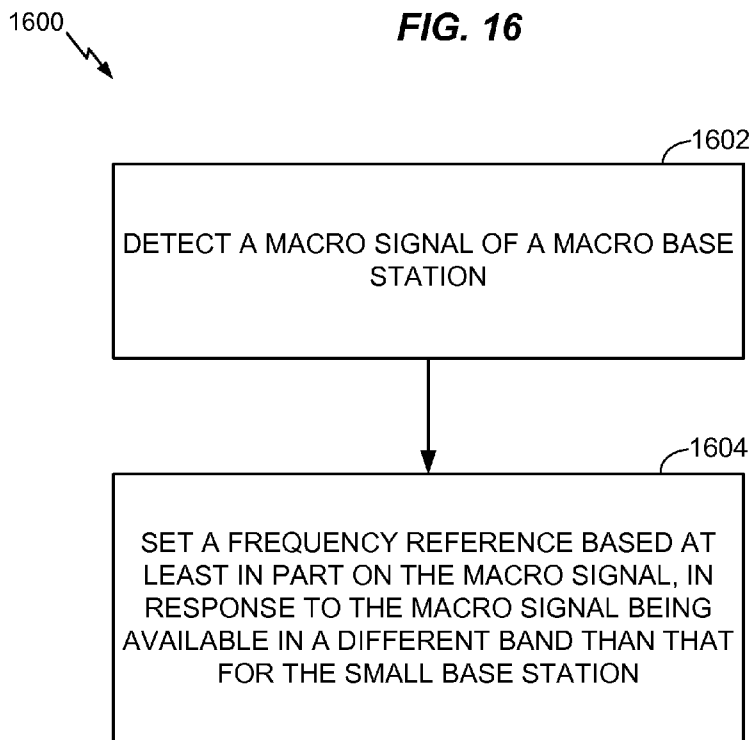 1600
FIG. 16
1602
DETECT A MACRO SIGNAL OF A MACRO BASE
STATION
1604
SET A FREQUENCY REFERENCE BASED AT
LEAST IN PART ON THE MACRO SIGNAL, IN
RESPONSE TO THE MACRO SIGNAL BEING
AVAILABLE IN A DIFFERENT BAND THAN THAT
FOR THE SMALL BASE STATION